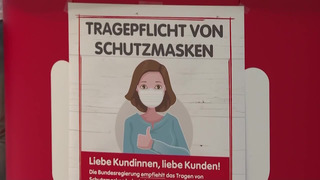 TRAGEPFLICHT VON
SCHUTZMASKEN
Liebe Kundinnen, liebe Kunden!
Die Bundesregierung empfiehlt das Tragen von